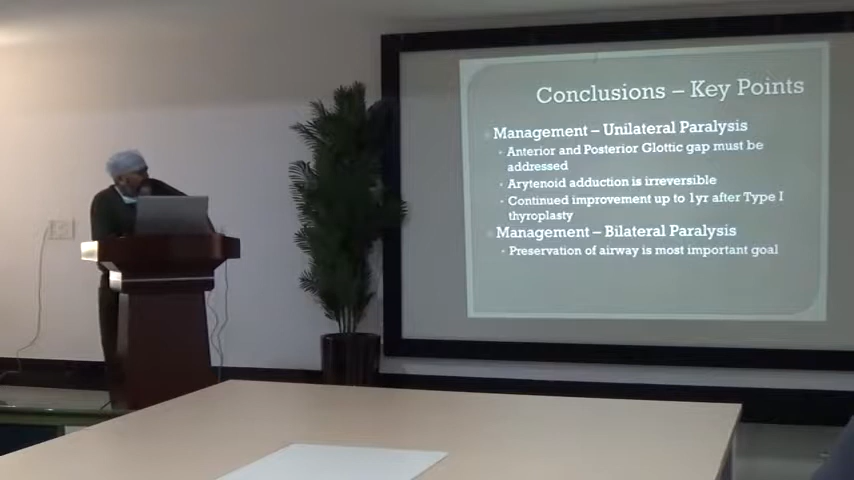 Conclusions – Key Points
Management – Unilateral Paralysis
Anterior and Posterior Glottic gap must be
addressed
Arytenoid adduction is irreversible
Continued improvement up to 1yr after Type I
thyroplasty
Management – Bilateral Paralysis
Preservation of airway is most important goal